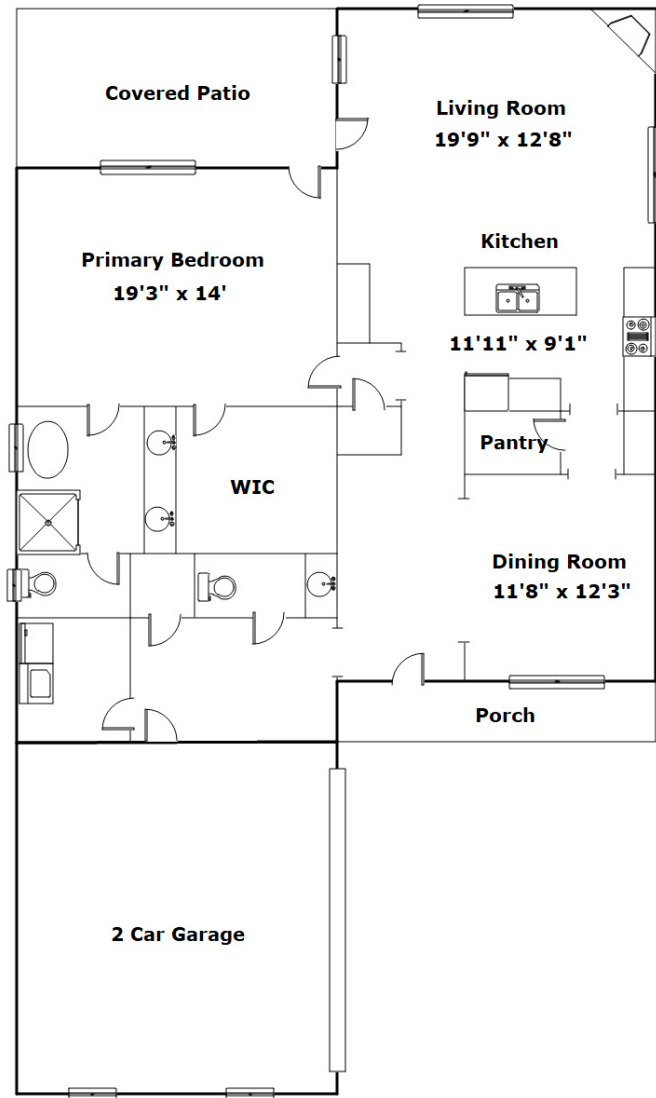 Covered Patio
Living Room
19'9" x 12'8"
Primary Bedroom
19'3" x 14'
Kitchen
11'11" x 9'1"
Pantry
WIC
Dining Room
11'8" x 12'3"
Porch
2 Car Garage